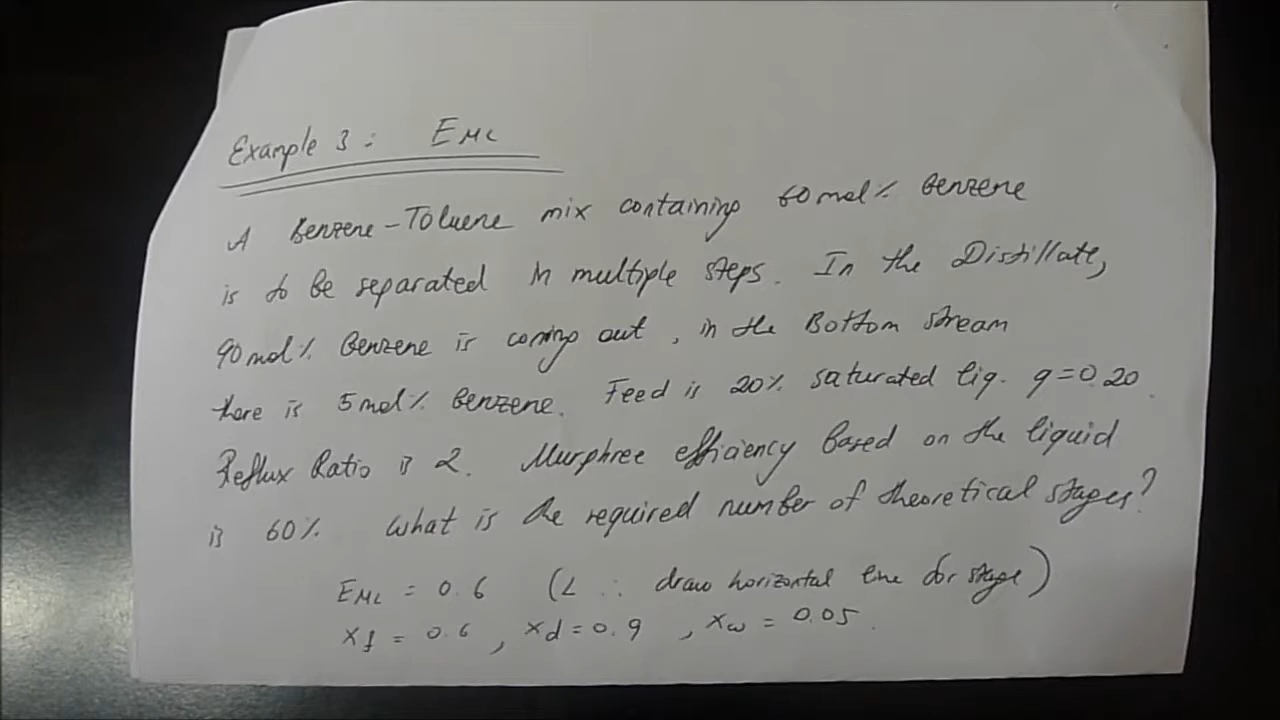 Example 3: EML
A Benzene-Toluene mix containing 60 mol% Benzene
is to be separated in multiple steps. In the Distillate,
90 mol% Benzene is coming out, in the Bottom stream
there is 5 mol% Benzene. Feed is 20% saturated liq. q=0.20.
Reflux Ratio is 2. Murphree efficiency Based on the liquid
is 60%. What is the required number of theoretical stages?
EML = 0.6 (L ∴ draw horizontal line for stage)
xf = 0.6, xd = 0.9, xw = 0.05.